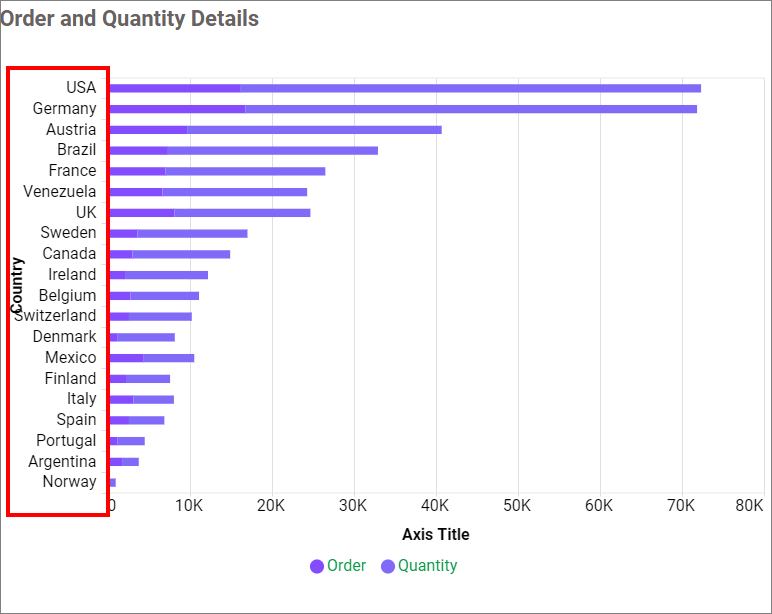 Order and Quantity Details
USA
Germany
Austria
Brazil
France
Venezuela
UK
Sweden
Canada
Ireland
Belgium
Switzerland
Denmark
Mexico
Finland
Italy
Spain
Portugal
Argentina
Norway
Country
0 10K 20K 30K 40K 50K 60K 70K 80K
Axis Title
Order Quantity